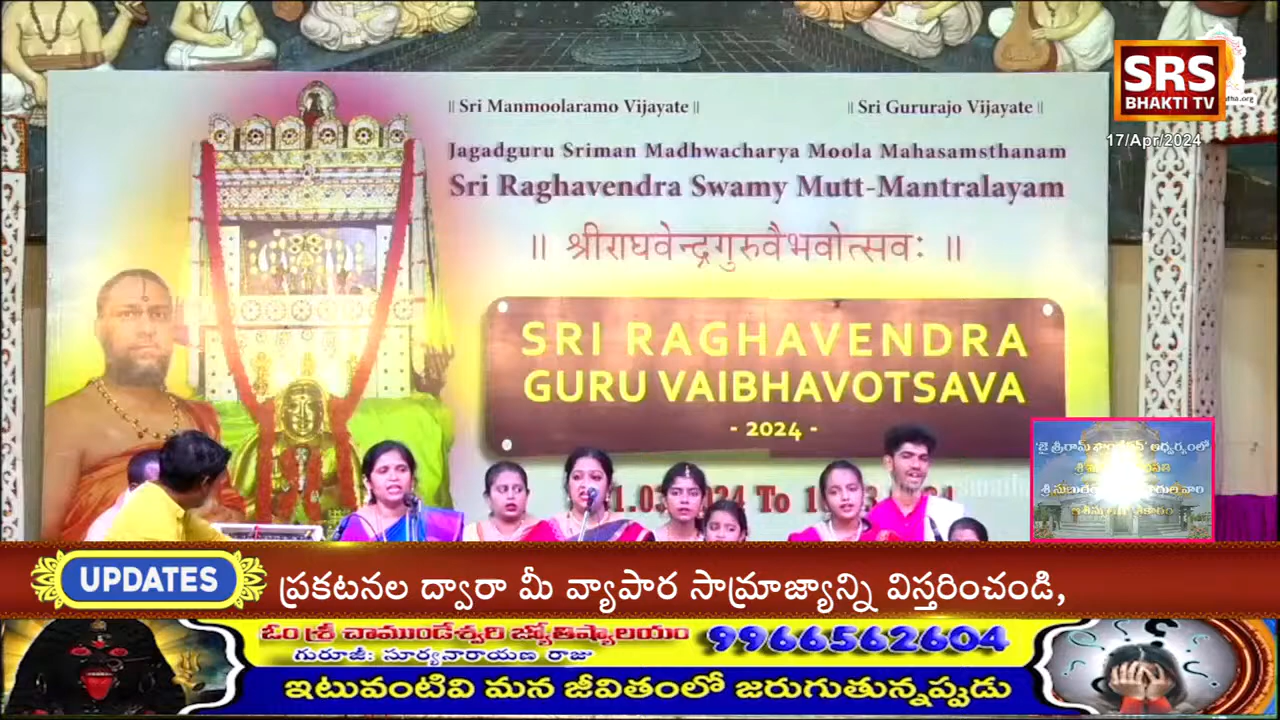 || Sri Manmoolaramo Vijayate ||
|| Sri Gururajo Vijayate ||
Jagadguru Sriman Madhwacharya Moola Mahasamsthanam
Sri Raghavendra Swamy Mutt-Mantralayam
॥ श्रीराघवेन्द्रगुरुवैभवोत्सवः ॥
SRI RAGHAVENDRA
GURU VAIBHAVOTSAVA
- 2024 -
To
SRS
BHAKTI TV
17/Apr/2024
UPDATES
ప్రకటనల ద్వారా మీ వ్యాపార సామ్రాజ్యాన్ని విస్తరించండి,
ఓం శ్రీ చాముండేశ్వరి జ్యోతిష్యాలయం
9966562604
గురూజీ: సూర్యనారాయణ రాజు
ఇటువంటివి మన జీవితంలో జరుగుతున్నప్పుడు